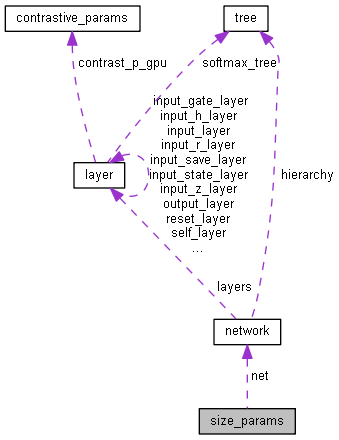 contrastive_params
tree
contrast_p_gpu
softmax_tree
input_gate_layer
input_h_layer
input_layer
input_r_layer
input_save_layer
input_state_layer
input_z_layer
output_layer
reset_layer
self_layer
...
layer
hierarchy
layers
network
net
size_params